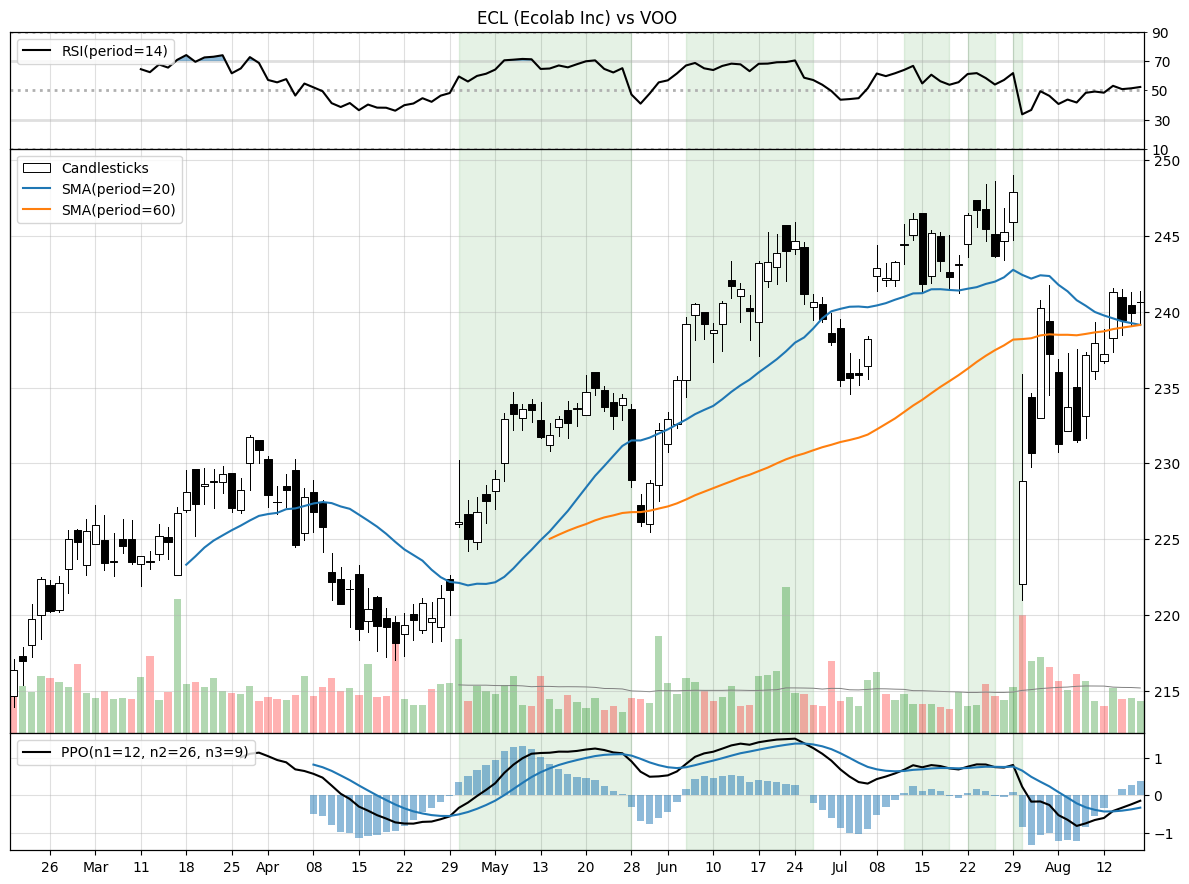 ECL (Ecolab Inc) vs VOO
RSI(period=14)
90
70
50
30
10
Candlesticks
SMA(period=20)
SMA(period=60)
250
245
240
235
230
225
220
215
PPO(n1=12, n2=26, n3=9)
1
0
−1
26 Mar 11 18 25 Apr 08 15 22 29 May 13 20 28 Jun 10 17 24 Jul 08 15 22 29 Aug 12